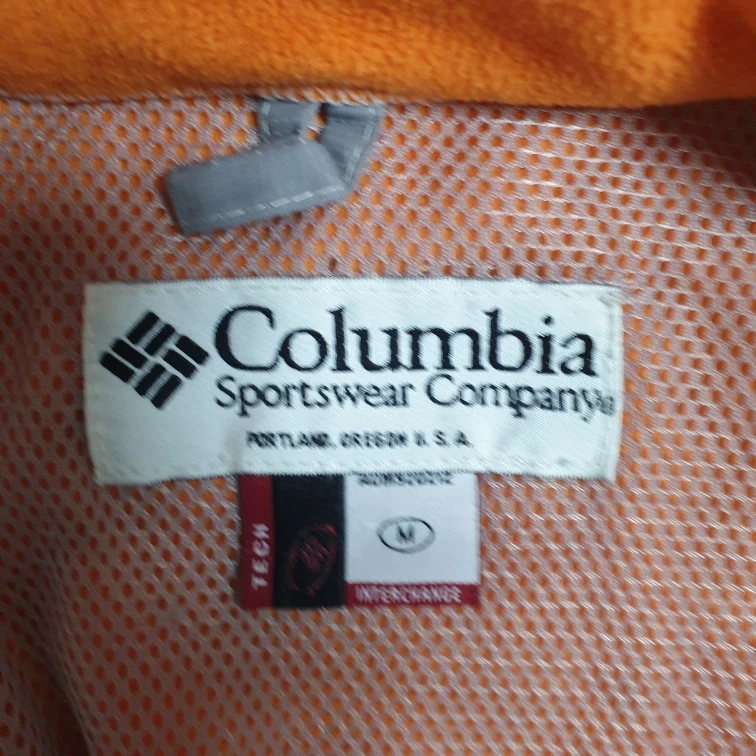 Columbia
Sportswear Company®
PORTLAND, OREGON U.S.A.
TECH
M
INTERCHANGE